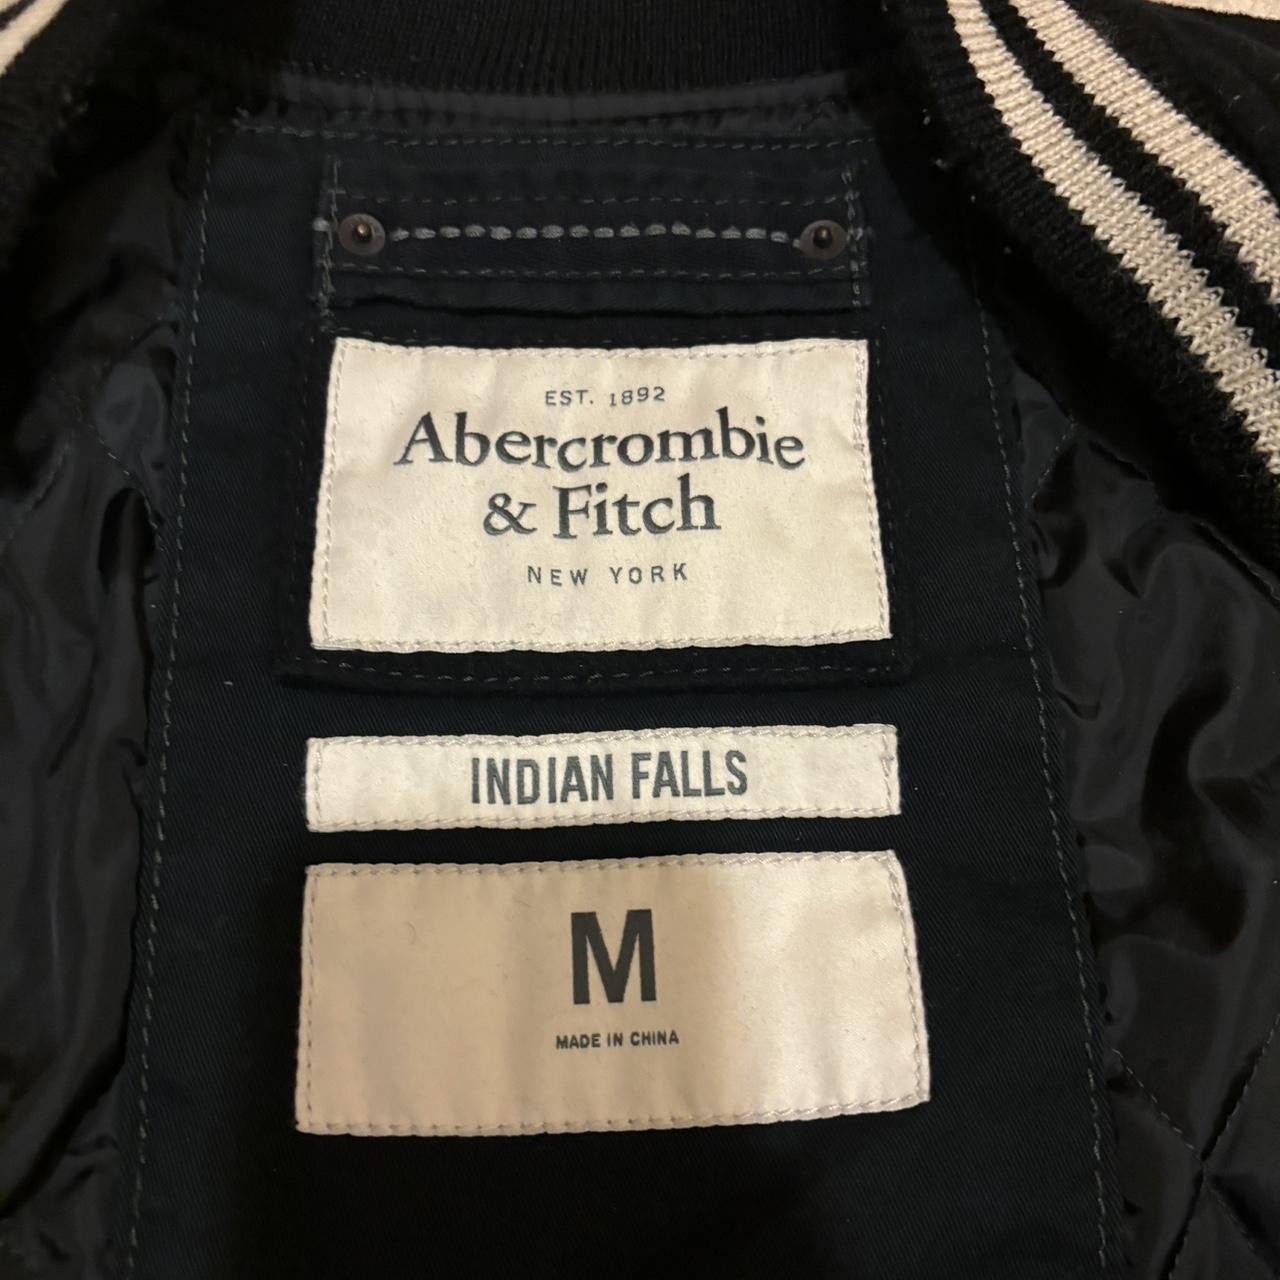 EST. 1892
Abercrombie
& Fitch
NEW YORK
INDIAN FALLS
M
MADE IN CHINA